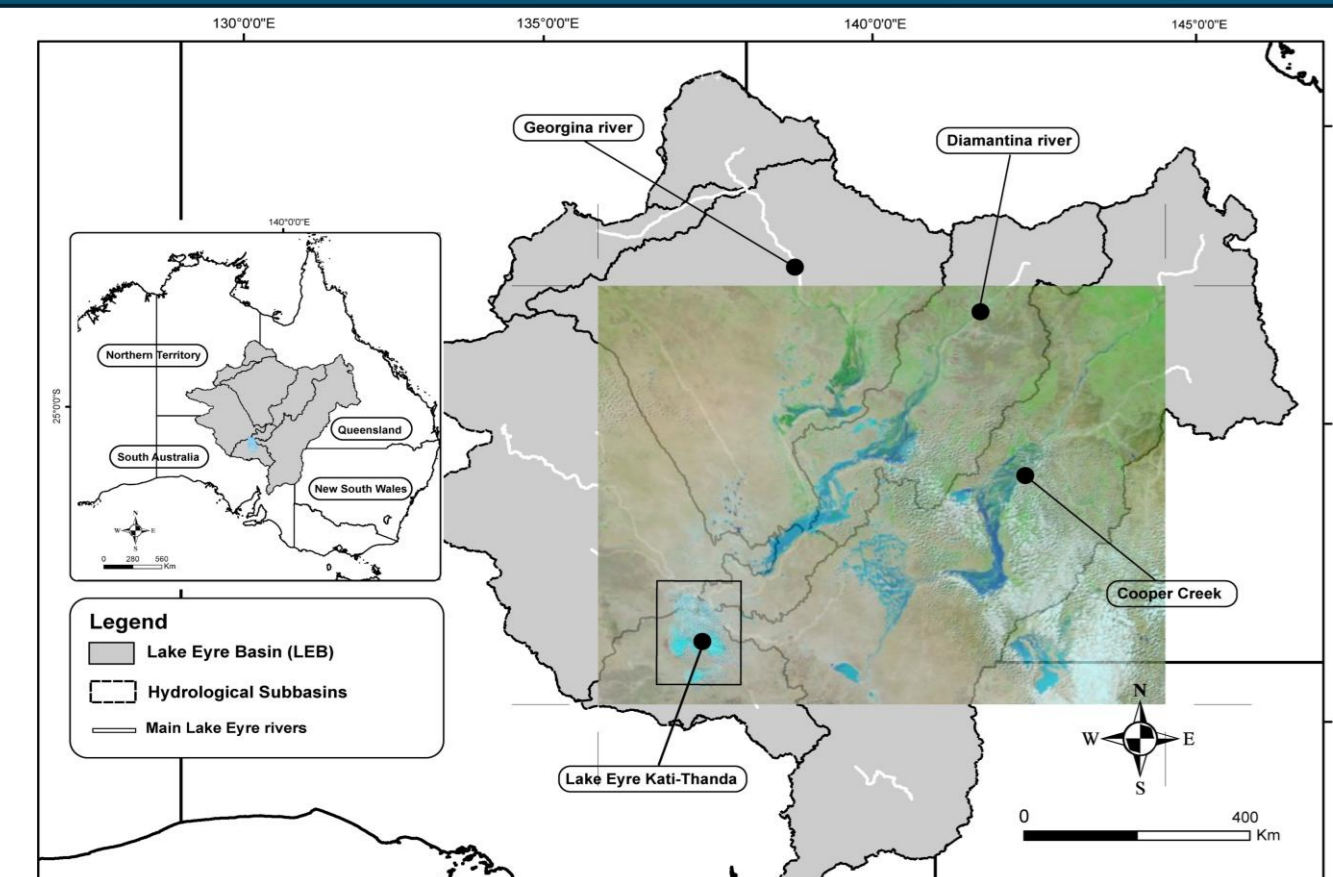 130°0'0"E
135°0'0"E
140°0'0"E
145°0'0"E
Georgina river
Diamantina river
140°0'0"E
Northern Territory
25°0'0"S
Queensland
South Australia
New South Wales
N
W
E
S
0 280 560
Km
Cooper Creek
Legend
Lake Eyre Basin (LEB)
Hydrological Subbasins
Main Lake Eyre rivers
Lake Eyre Kati-Thanda
N
W
E
S
0 400
Km